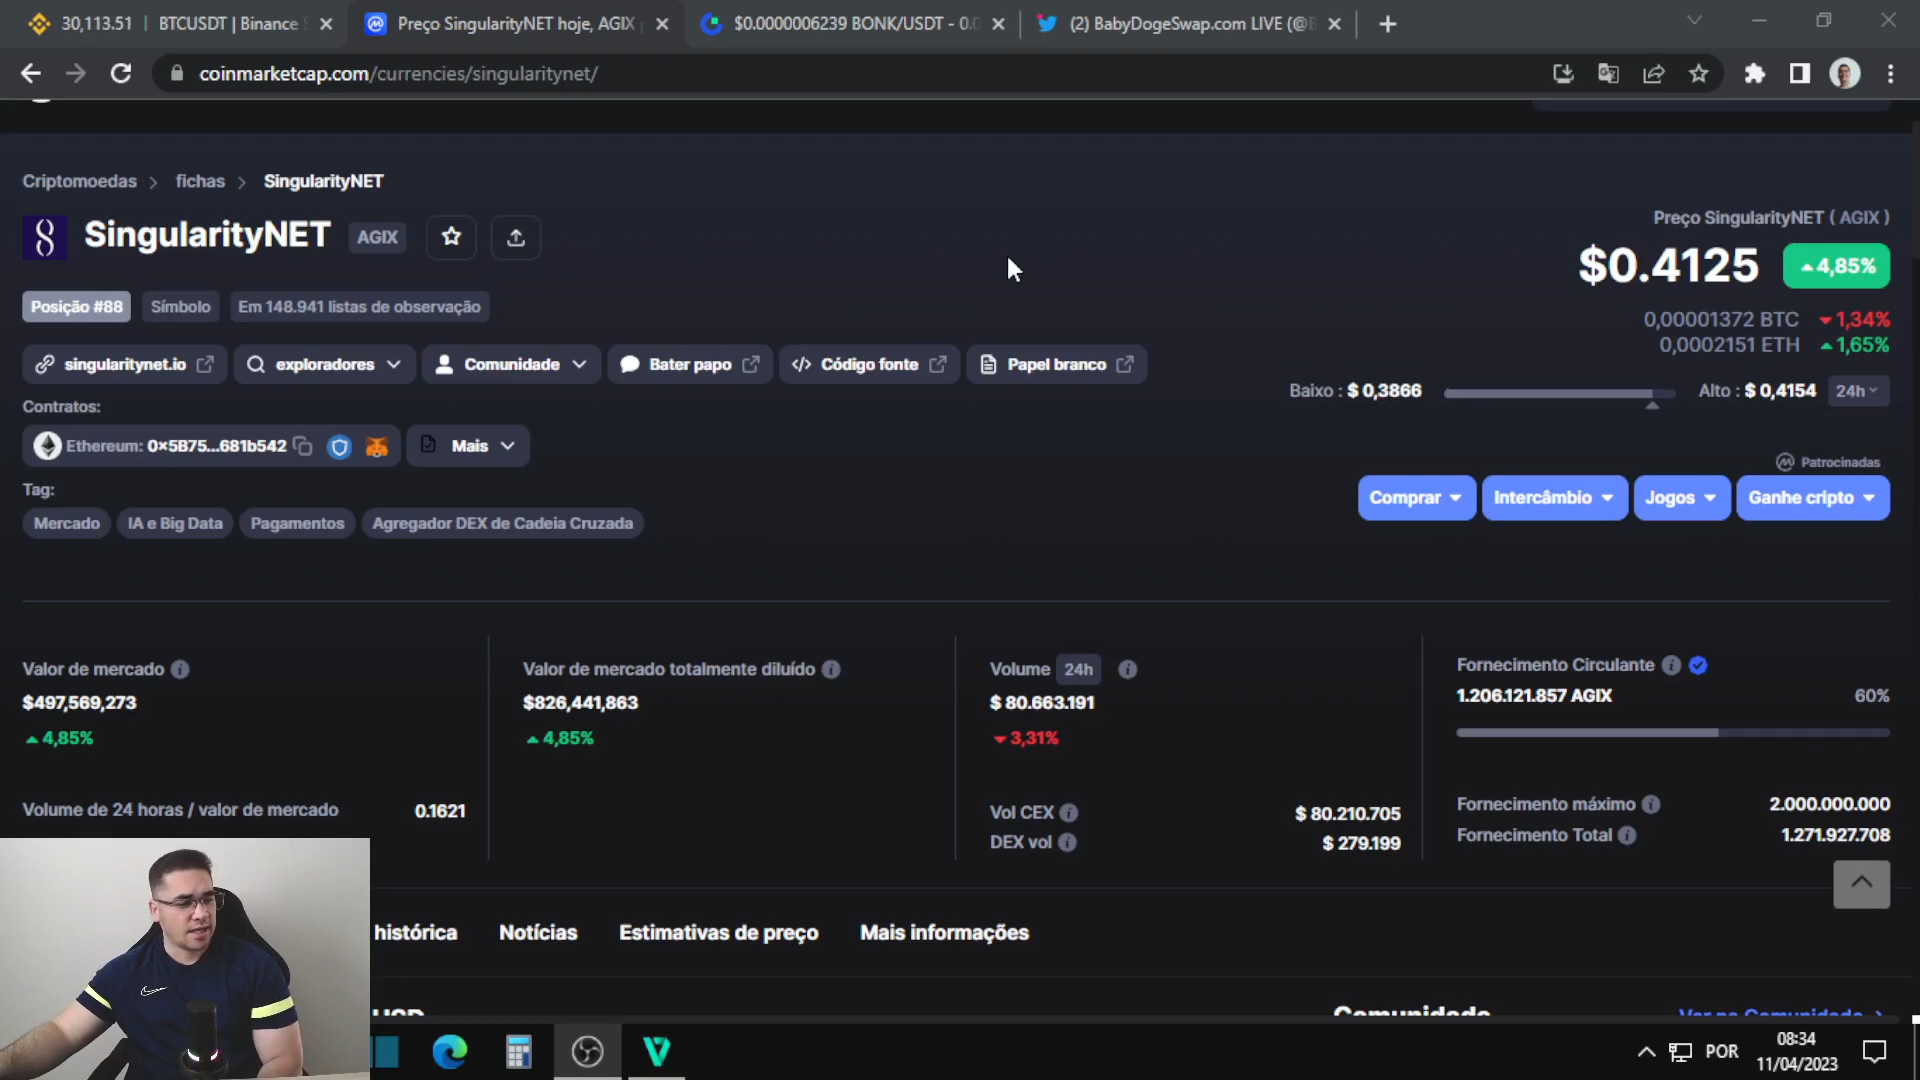 30,113.51 | BTCUSDT | Binance
Preço SingularityNET hoje, AGIX
$0.0000006239 BONK/USDT - 0.0
(2) BabyDogeSwap.com LIVE (@B
coinmarketcap.com/currencies/singularitynet/
Criptomoedas > fichas > SingularityNET
SingularityNET AGIX
Posição #88 Símbolo Em 148.941 listas de observação
singularitynet.io exploradores Comunidade Bater papo Código fonte Papel branco
Contratos:
Ethereum: 0x5B75...681b542 Mais
Tag:
Mercado IA e Big Data Pagamentos Agregador DEX de Cadeia Cruzada
Preço SingularityNET ( AGIX )
$0.4125 4,85%
0,00001372 BTC 1,34%
0,0002151 ETH 1,65%
Baixo : $ 0,3866 Alto : $ 0,4154 24h
Patrocinadas
Comprar Intercâmbio Jogos Ganhe cripto
Valor de mercado
$497,569,273
4,85%
Volume de 24 horas / valor de mercado 0.1621
Valor de mercado totalmente diluído
$826,441,863
4,85%
Volume 24h
$ 80.663.191
3,31%
Vol CEX $ 80.210.705
DEX vol $ 279.199
Fornecimento Circulante
1.206.121.857 AGIX 60%
Fornecimento máximo 2.000.000.000
Fornecimento Total 1.271.927.708
histórica Notícias Estimativas de preço Mais informações
USD
Comunidade Ver na Comunidade
POR
08:34
11/04/2023